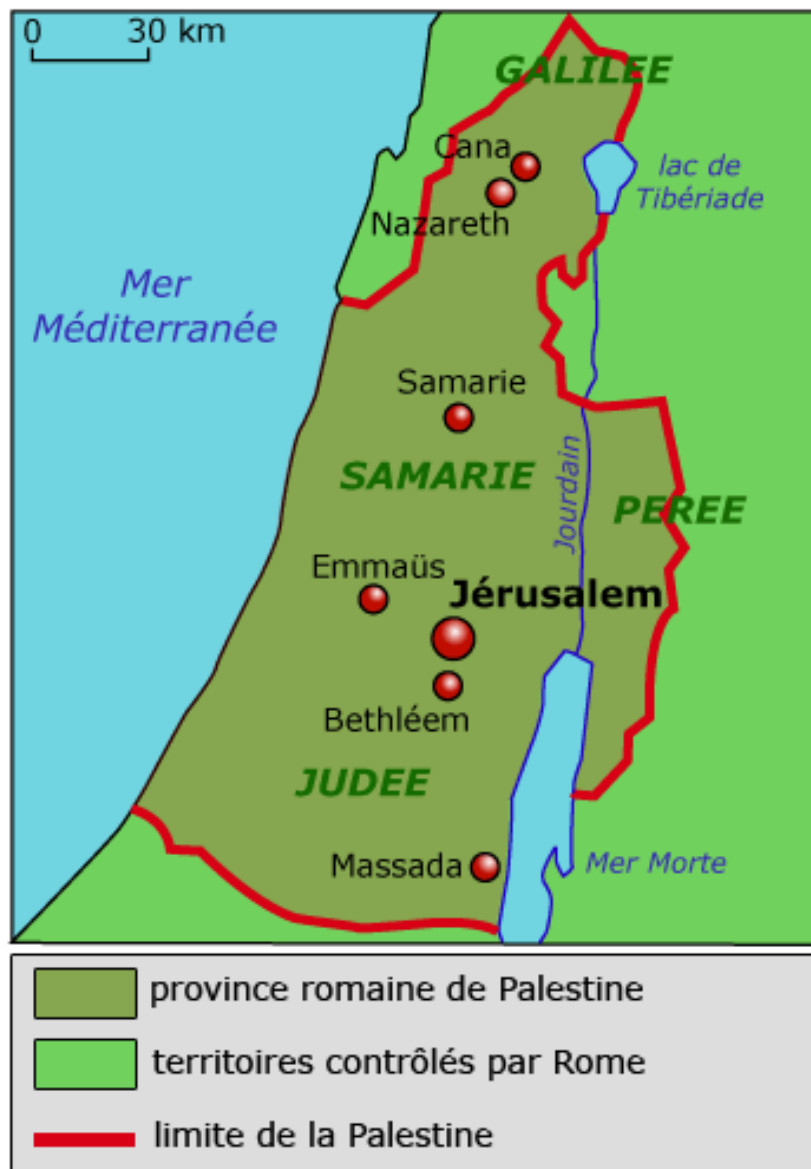 0 30 km
GALILEE
Cana
lac de
Tibériade
Nazareth
Mer
Méditerranée
Samarie
SAMARIE
Jourdain
PEREE
Emmaüs
Jérusalem
Bethléem
JUDEE
Massada
Mer Morte
province romaine de Palestine
territoires contrôlés par Rome
limite de la Palestine